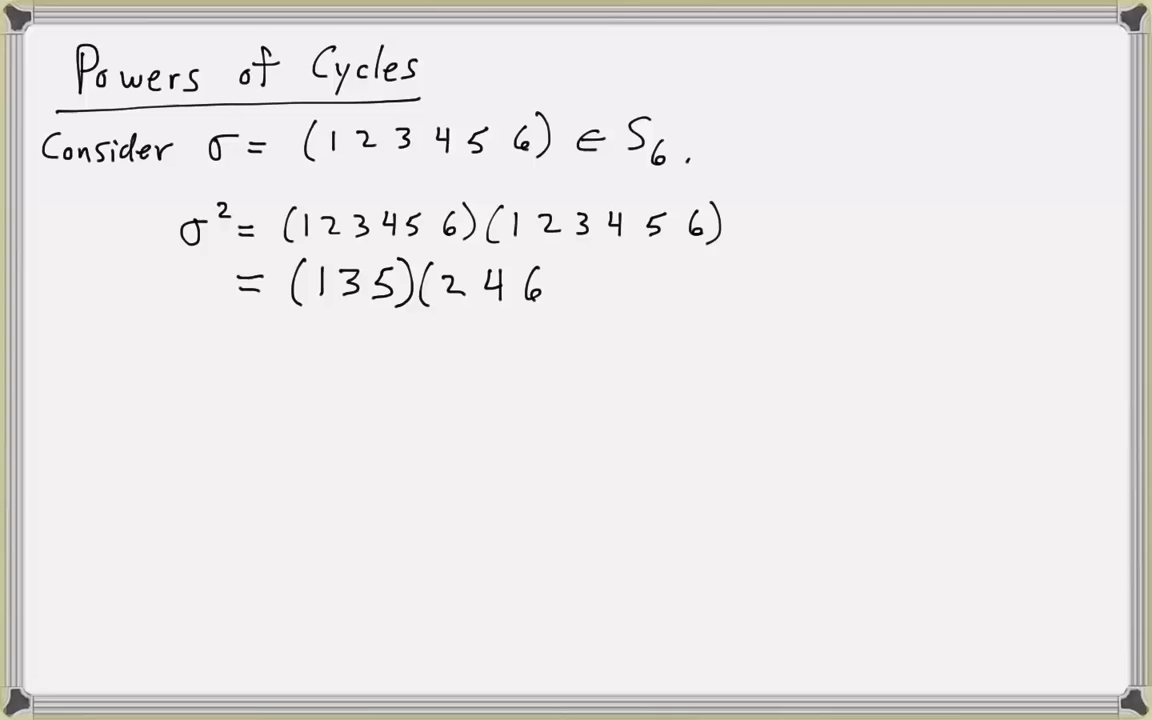 Powers of Cycles
Consider σ = (1 2 3 4 5 6) ∈ S₆.
σ² = (1 2 3 4 5 6)(1 2 3 4 5 6)
= (1 3 5)(2 4 6